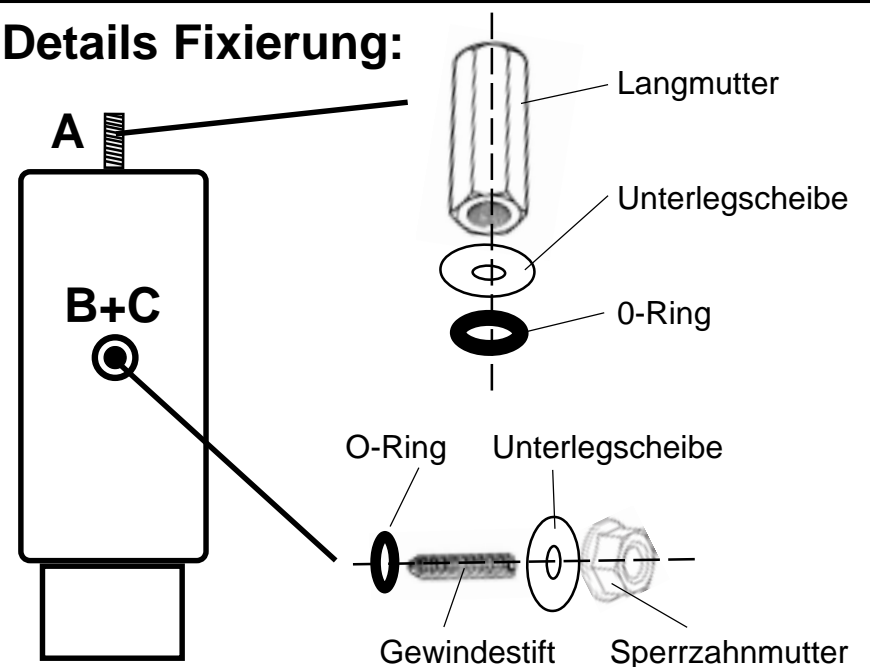 Details Fixierung:
A
Langmutter
Unterlegscheibe
B+C
0-Ring
O-Ring Unterlegscheibe
Gewindestift Sperrzahnmutter